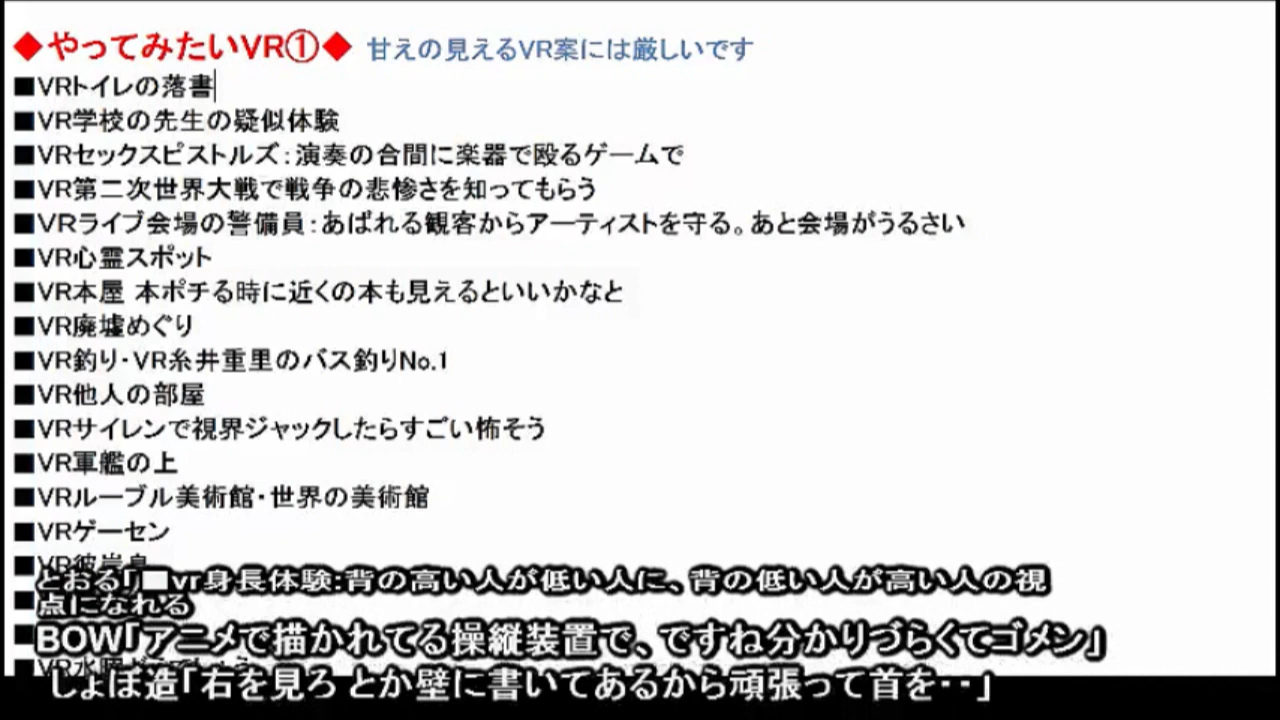 ◆やってみたいVR①◆ 甘えの見えるVR案には厳しいです
■VRトイレの落書
■VR学校の先生の疑似体験
■VRセックスピストルズ：演奏の合間に楽器で殴るゲームで
■VR第二次世界大戦で戦争の悲惨さを知ってもらう
■VRライブ会場の警備員：あばれる観客からアーティストを守る。あと会場がうるさい
■VR心霊スポット
■VR本屋 本ポチる時に近くの本も見えるといいかなと
■VR廃墟めぐり
■VR釣り・VR糸井重里のバス釣りNo.1
■VR他人の部屋
■VRサイレンで視界ジャックしたらすごい怖そう
■VR軍艦の上
■VRルーブル美術館・世界の美術館
■VRゲーセン
■VR彼岸島
とおる「■vr身長体験:背の高い人が低い人に、背の低い人が高い人の視
点になれる
BOW「アニメで描かれてる操縦装置で、ですね分かりづらくてゴメン」
しょぼ造「右を見ろ とか壁に書いてあるから頑張って首を‥」